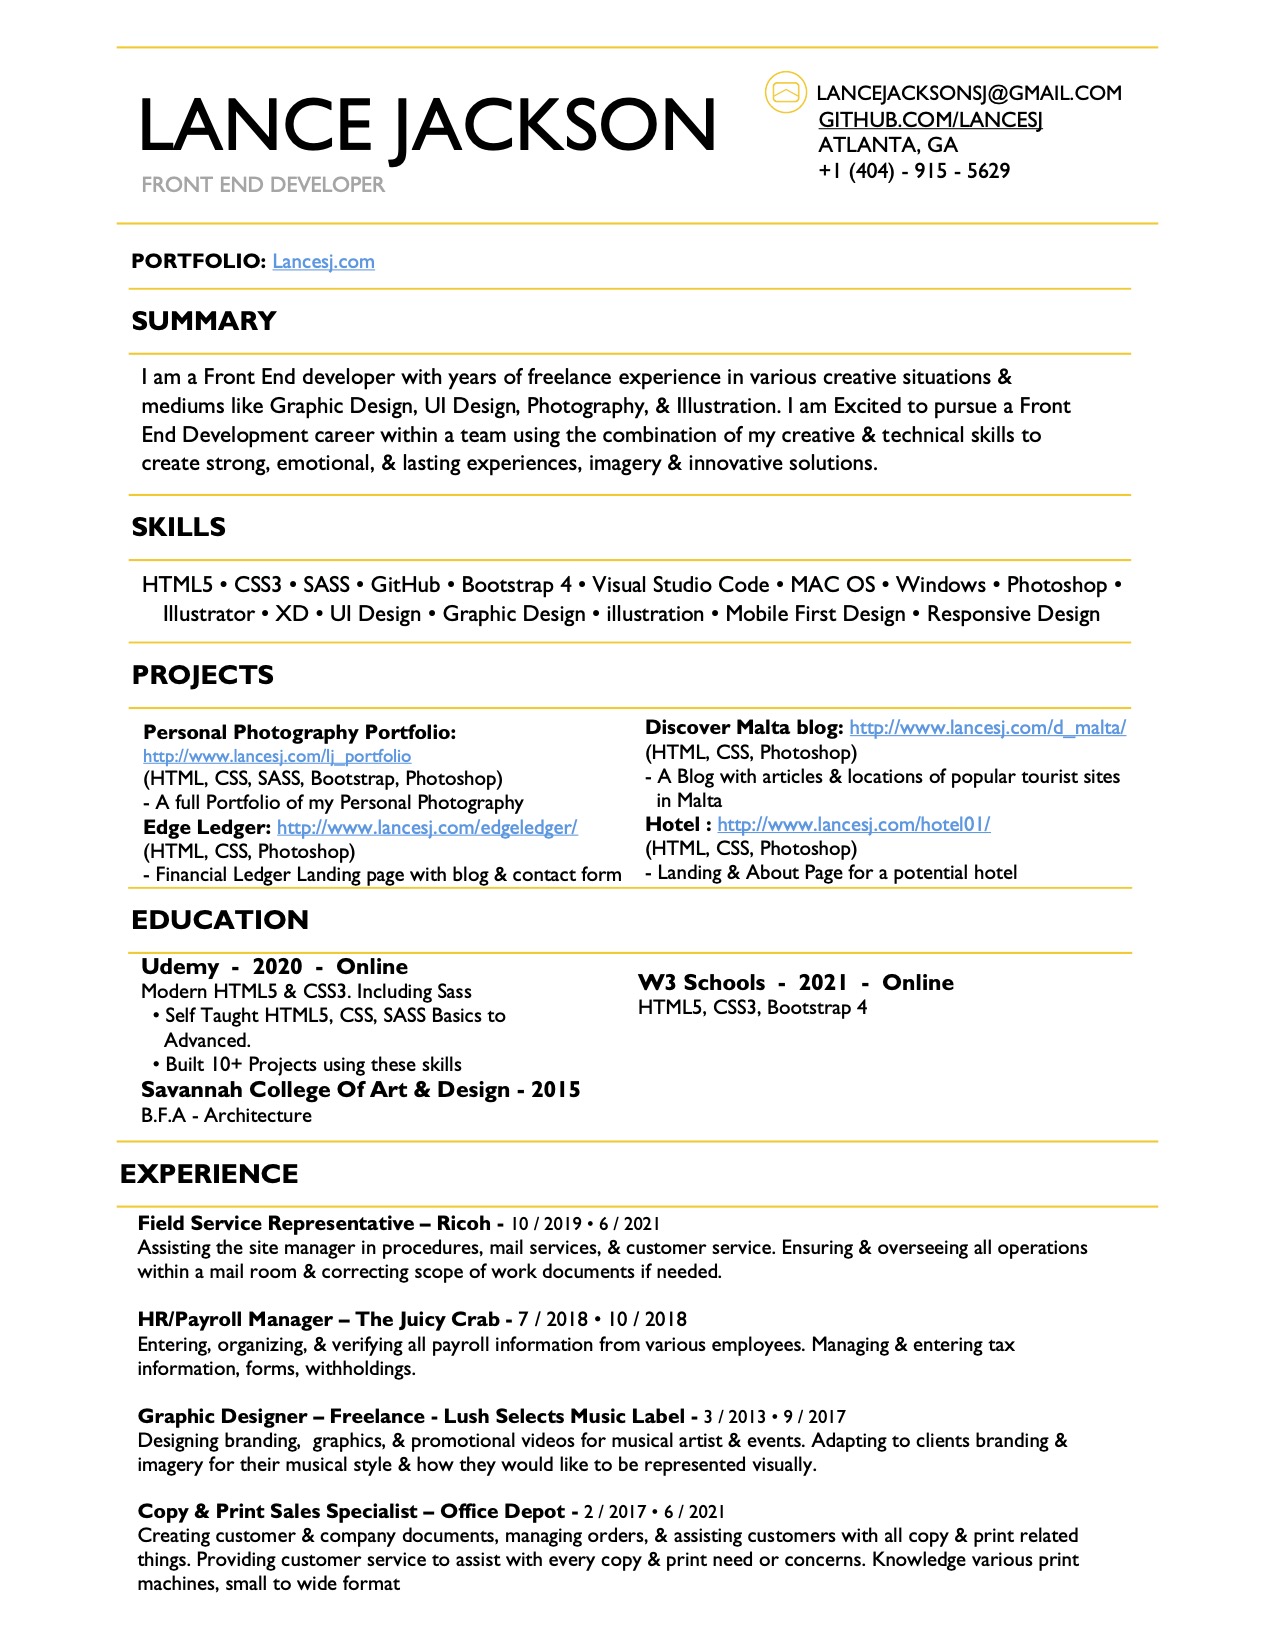 LANCE JACKSON
FRONT END DEVELOPER
LANCEJACKSONSJ@GMAIL.COM
GITHUB.COM/LANCESJ
ATLANTA, GA
+1 (404) - 915 - 5629
PORTFOLIO: Lancesj.com
SUMMARY
I am a Front End developer with years of freelance experience in various creative situations &
mediums like Graphic Design, UI Design, Photography, & Illustration. I am Excited to pursue a Front
End Development career within a team using the combination of my creative & technical skills to
create strong, emotional, & lasting experiences, imagery & innovative solutions.
SKILLS
HTML5 • CSS3 • SASS • GitHub • Bootstrap 4 • Visual Studio Code • MAC OS • Windows • Photoshop •
Illustrator • XD • UI Design • Graphic Design • illustration • Mobile First Design • Responsive Design
PROJECTS
Personal Photography Portfolio:
http://www.lancesj.com/lj_portfolio
(HTML, CSS, SASS, Bootstrap, Photoshop)
- A full Portfolio of my Personal Photography
Edge Ledger: http://www.lancesj.com/edgeledger/
(HTML, CSS, Photoshop)
- Financial Ledger Landing page with blog & contact form
Discover Malta blog: http://www.lancesj.com/d_malta/
(HTML, CSS, Photoshop)
- A Blog with articles & locations of popular tourist sites
in Malta
Hotel : http://www.lancesj.com/hotel01/
(HTML, CSS, Photoshop)
- Landing & About Page for a potential hotel
EDUCATION
Udemy - 2020 - Online
Modern HTML5 & CSS3. Including Sass
• Self Taught HTML5, CSS, SASS Basics to
Advanced.
• Built 10+ Projects using these skills
Savannah College Of Art & Design - 2015
B.F.A - Architecture
W3 Schools - 2021 - Online
HTML5, CSS3, Bootstrap 4
EXPERIENCE
Field Service Representative – Ricoh - 10 / 2019 • 6 / 2021
Assisting the site manager in procedures, mail services, & customer service. Ensuring & overseeing all operations
within a mail room & correcting scope of work documents if needed.
HR/Payroll Manager – The Juicy Crab - 7 / 2018 • 10 / 2018
Entering, organizing, & verifying all payroll information from various employees. Managing & entering tax
information, forms, withholdings.
Graphic Designer – Freelance - Lush Selects Music Label - 3 / 2013 • 9 / 2017
Designing branding, graphics, & promotional videos for musical artist & events. Adapting to clients branding &
imagery for their musical style & how they would like to be represented visually.
Copy & Print Sales Specialist – Office Depot - 2 / 2017 • 6 / 2021
Creating customer & company documents, managing orders, & assisting customers with all copy & print related
things. Providing customer service to assist with every copy & print need or concerns. Knowledge various print
machines, small to wide format